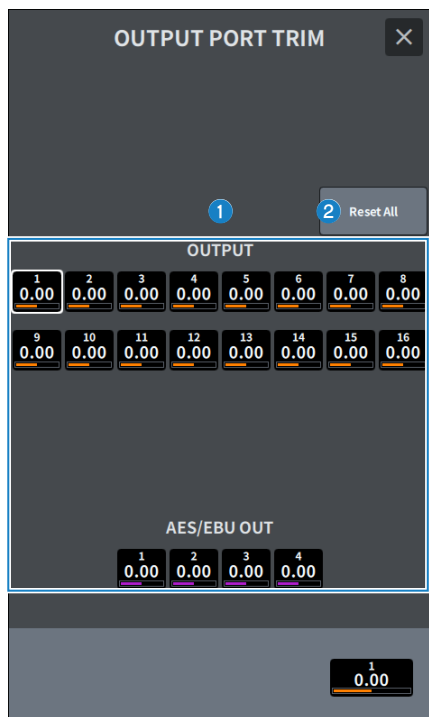 OUTPUT PORT TRIM
1
2 Reset All
OUTPUT
1 2 3 4 5 6 7 8
0.00 0.00 0.00 0.00 0.00 0.00 0.00 0.00
9 10 11 12 13 14 15 16
0.00 0.00 0.00 0.00 0.00 0.00 0.00 0.00
AES/EBU OUT
1 2 3 4
0.00 0.00 0.00 0.00
1
0.00